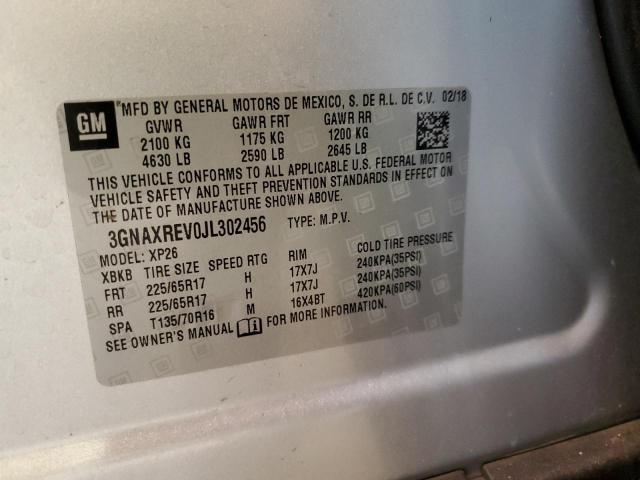 GM MFD BY GENERAL MOTORS DE MEXICO, S. DE R.L. DE C.V. 02/18
GVWR GAWR FRT GAWR RR
2100 KG 1175 KG 1200 KG
4630 LB 2590 LB 2645 LB
THIS VEHICLE CONFORMS TO ALL APPLICABLE U.S. FEDERAL MOTOR
VEHICLE SAFETY AND THEFT PREVENTION STANDARDS IN EFFECT ON
THE DATE OF MANUFACTURE SHOWN ABOVE.
3GNAXREV0JL302456 TYPE: M.P.V.
MODEL: XP26
XBKB TIRE SIZE SPEED RTG RIM COLD TIRE PRESSURE
FRT 225/65R17 H 17X7J 240KPA(35PSI)
RR 225/65R17 H 17X7J 240KPA(35PSI)
SPA T135/70R16 M 16X4BT 420KPA(60PSI)
SEE OWNER'S MANUAL FOR MORE INFORMATION.